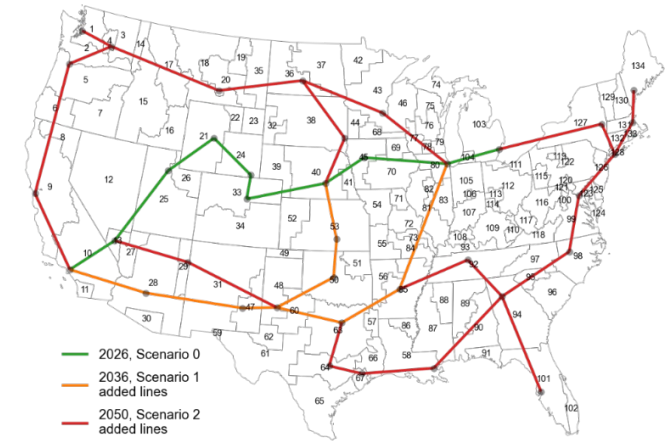 1
2 4 3 14
5 17 18 20 19 35 36 37 42
134
6 7 15 16 22 23 32 38 44 43 46 74 75 76
129 130
8 21 24 68 77 79 78 103 127 131 132
12 26 33 39 40 41 45 69 70 80 104 111 128
9 25 34 52 54 71 82 81 83 105 106 107 113 114 112 115 116 122 120 121 125 126
10 27 29 49 53 55 72 73 84 108 109 110 117 118 100 99 124
11 28 31 48 50 51 56 85 93 92 97 98
30 47 60 63 57 86 87 88 89 90 94 95 96
59 62 61 64 66 67 58 91
65 101 102
2026, Scenario 0
2036, Scenario 1
added lines
2050, Scenario 2
added lines